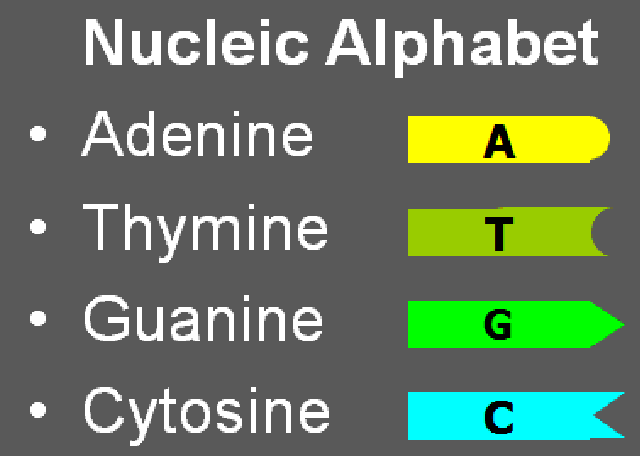 Nucleic Alphabet
• Adenine A
• Thymine T
• Guanine G
• Cytosine C